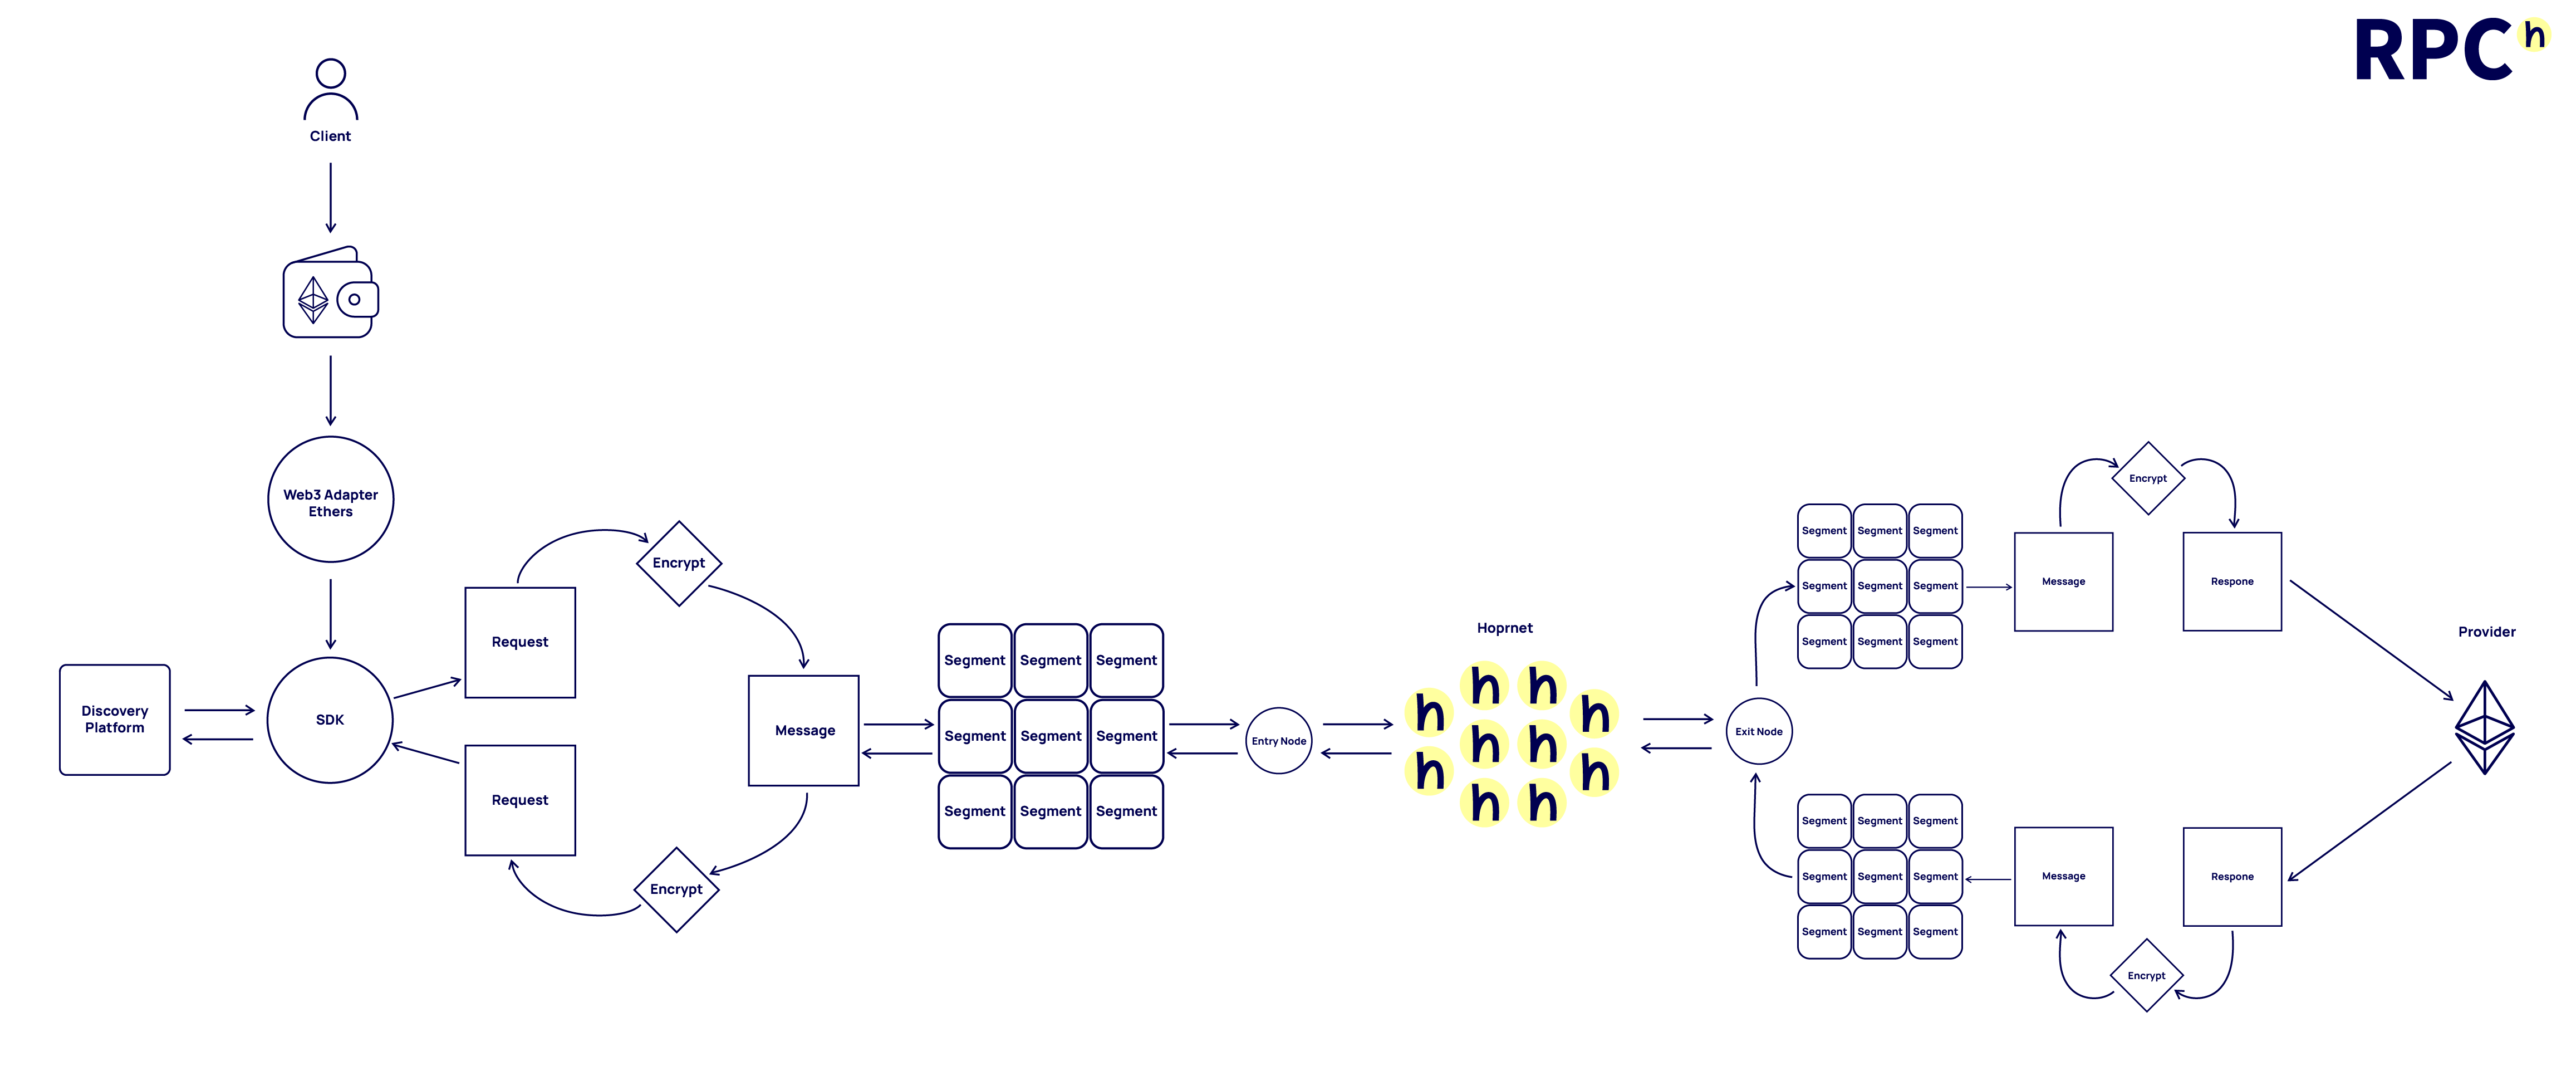 RPCh
Client
Web3 Adapter
Ethers
SDK
Discovery
Platform
Request
Encrypt
Message
Request
Encrypt
Segment Segment Segment
Segment Segment Segment
Segment Segment Segment
Entry Node
Hoprnet
h h
h h
h h
h h
h h
Exit Node
Segment Segment Segment
Segment Segment Segment
Segment Segment Segment
Message
Encrypt
Respone
Provider
Respone
Encrypt
Message
Segment Segment Segment
Segment Segment Segment
Segment Segment Segment